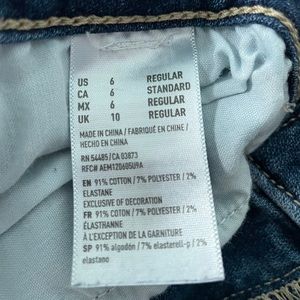 US 6 REGULAR
CA 6 STANDARD
MX 6 REGULAR
UK 10 REGULAR
MADE IN CHINA / FABRIQUÉ EN CHINE /
HECHO EN CHINA
RN 54485/ CA 03873
RFC# AEM120605U9A
EN 91% COTTON / 7% POLYESTER / 2%
ELASTANE
EXCLUSIVE OF DECORATION
FR 91% COTON / 7% POLYESTER / 2%
ÉLASTHANNE
À L'EXCEPTION DE LA GARNITURE
SP 91% algodón / 7% elasterell-p / 2%
elastano